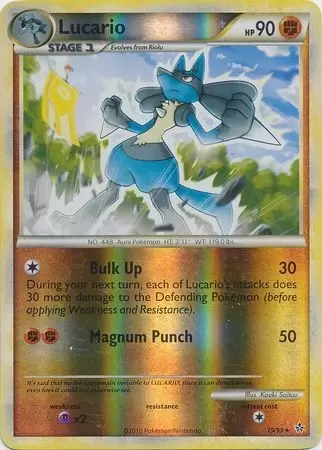 Lucario
HP 90
STAGE 1
Evolves from Riolu
NO. 448 Aura Pokémon HT: 3'11" WT: 119.0 lbs.
Bulk Up 30
During your next turn, each of Lucario's attacks does
30 more damage to the Defending Pokémon (before
applying Weakness and Resistance).
Magnum Punch 50
It's said that no foe can remain invisible to LUCARIO, since it can detect auras,
even foes it could not otherwise see.
Illus. Kouki Saitou
weakness resistance retreat cost
×2
©2010 Pokémon/Nintendo
19/95 ★